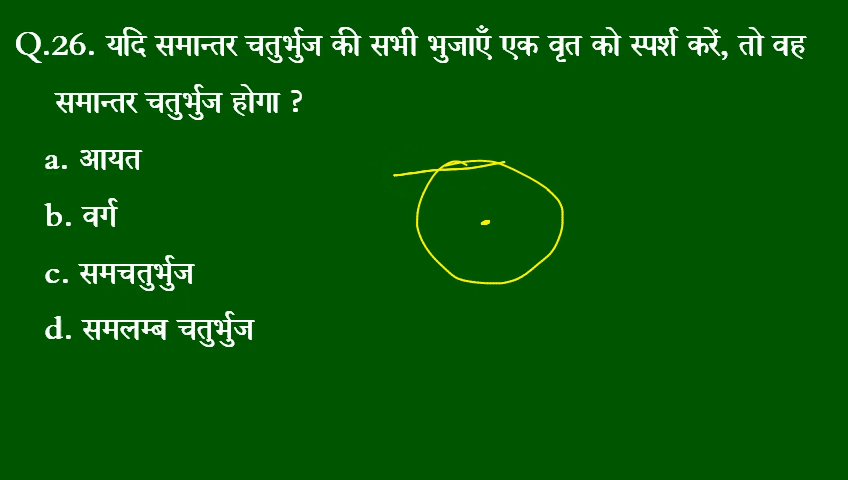 Q.26. यदि समान्तर चतुर्भुज की सभी भुजाएँ एक वृत को स्पर्श करें, तो वह
समान्तर चतुर्भुज होगा ?
a. आयत
b. वर्ग
c. समचतुर्भुज
d. समलम्ब चतुर्भुज